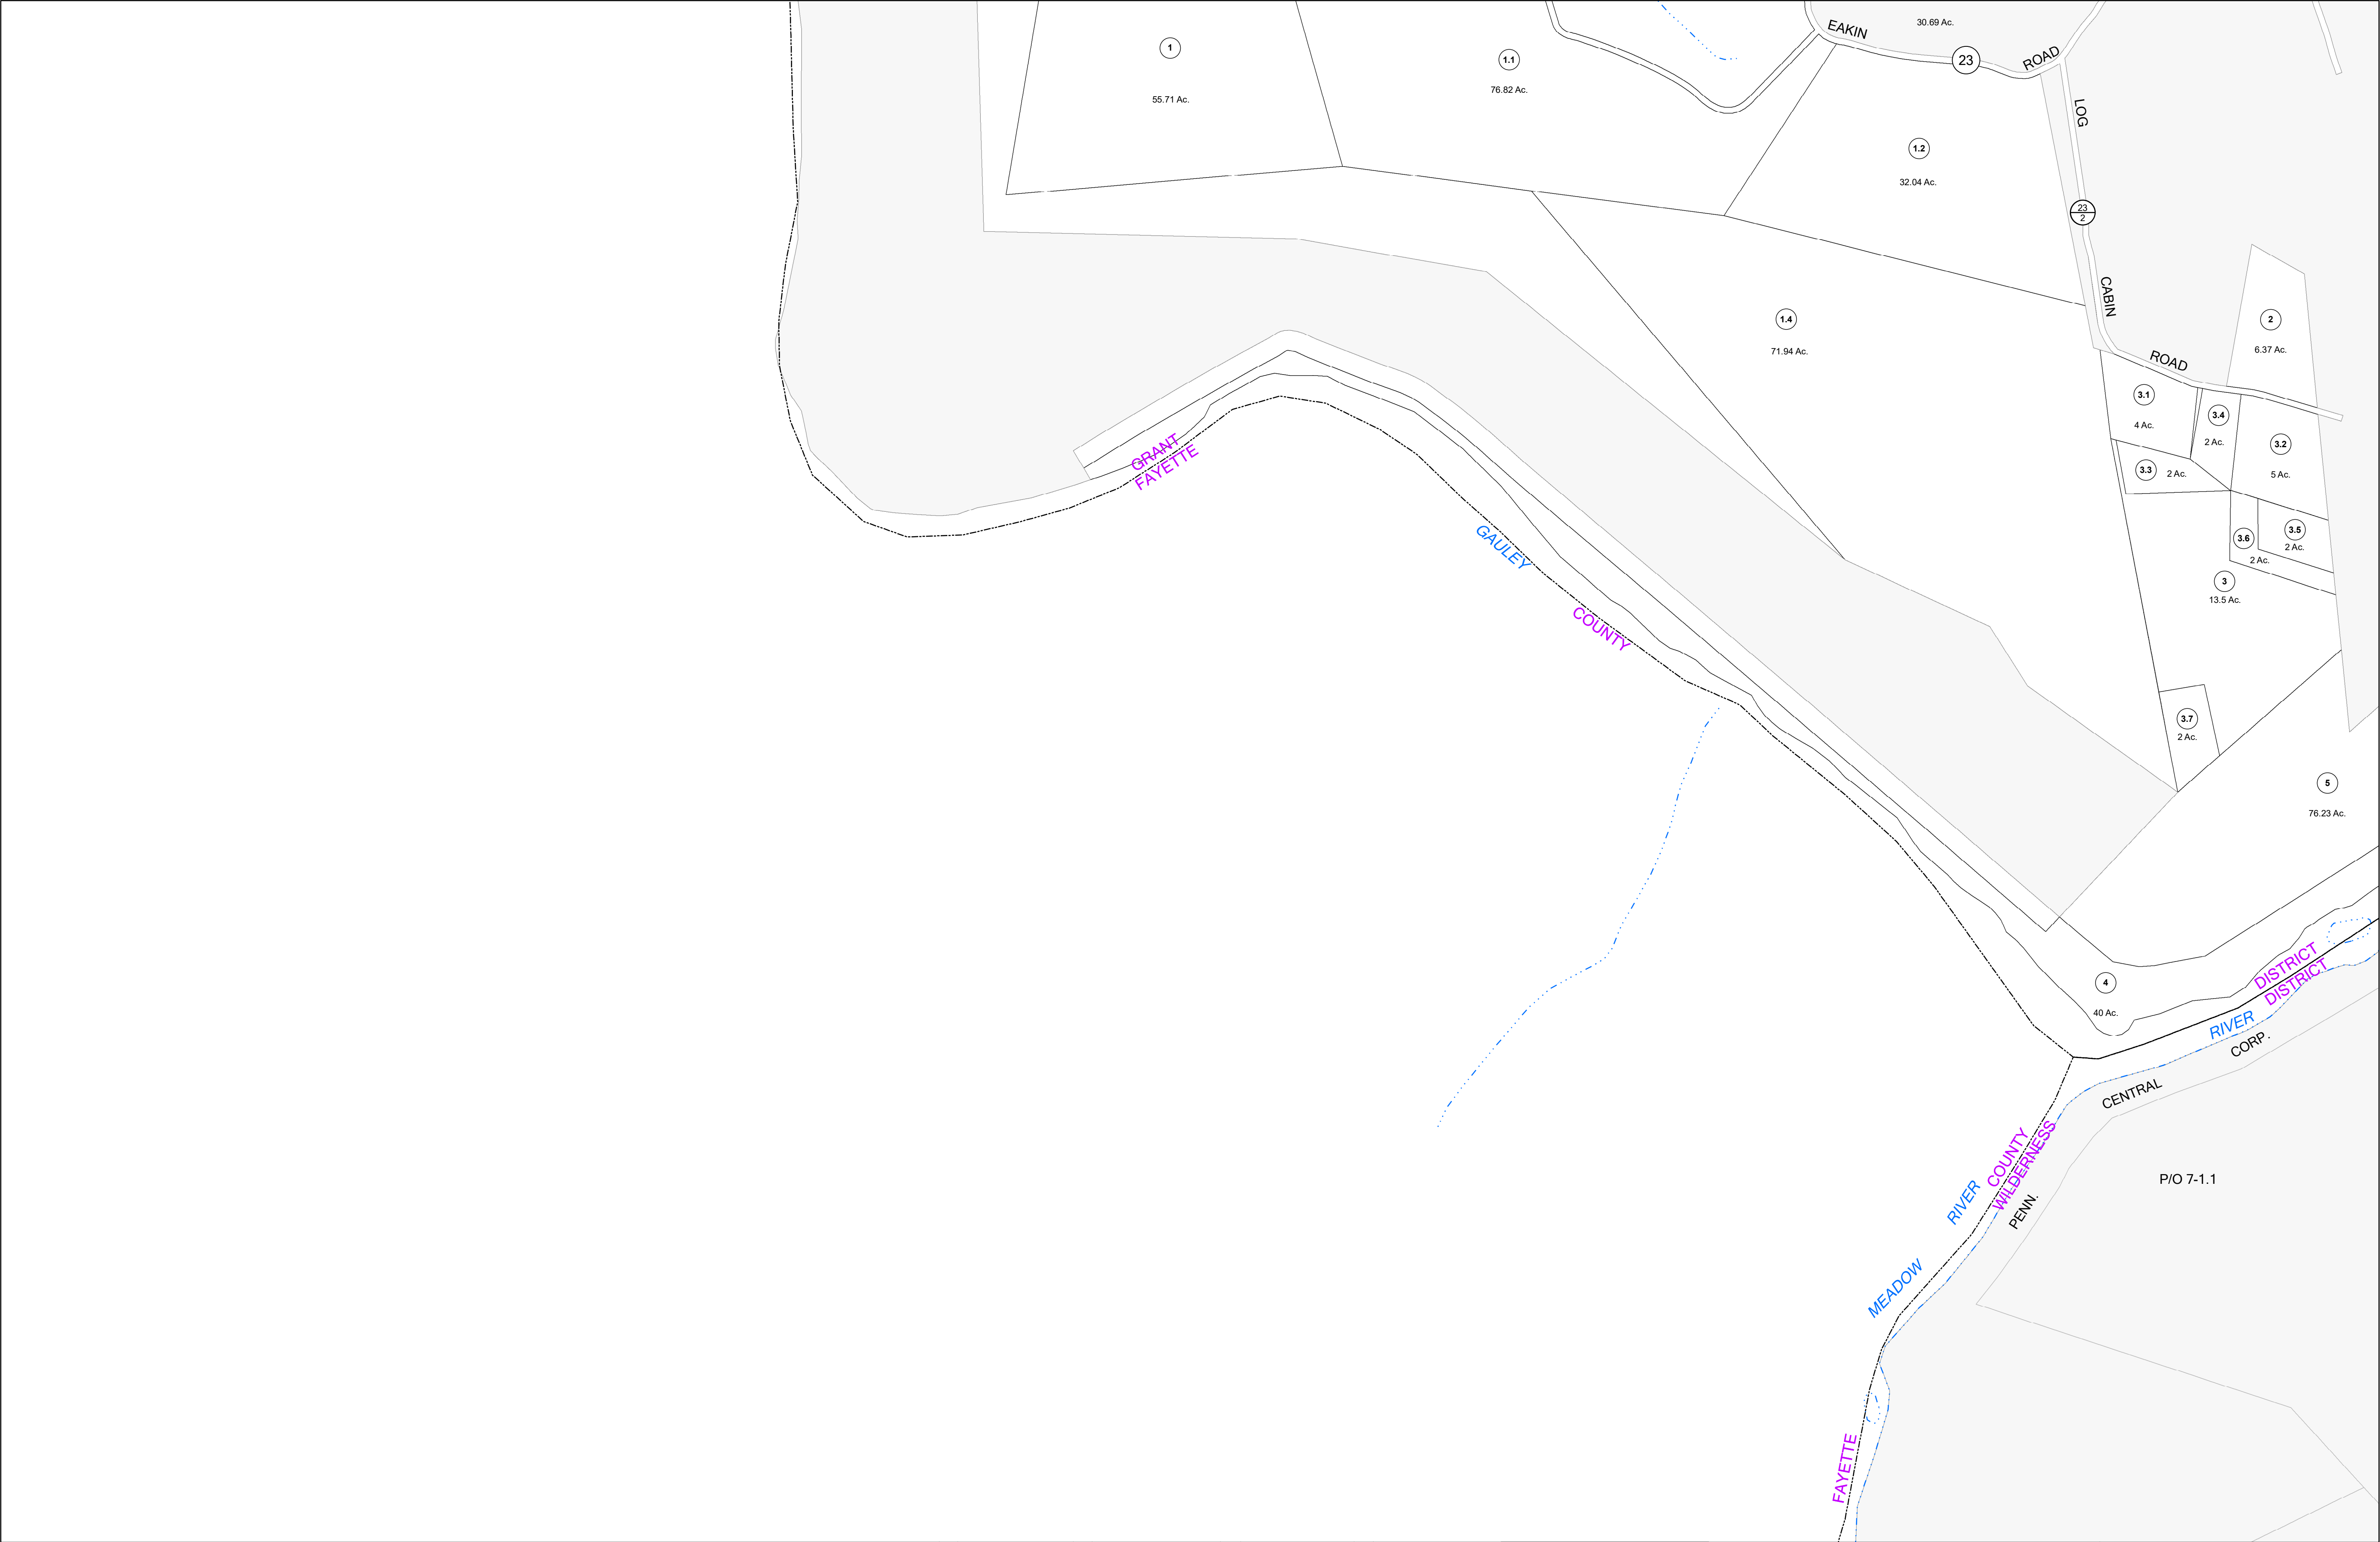 30.69 Ac.
EAKIN
23
ROAD
1
55.71 Ac.
1.1
76.82 Ac.
LOG
1.2
32.04 Ac.
23
2
CABIN
ROAD
1.4
71.94 Ac.
2
6.37 Ac.
3.1
4 Ac.
3.4
2 Ac.
3.2
5 Ac.
3.3
2 Ac.
3.5
2 Ac.
3.6
2 Ac.
3
13.5 Ac.
GRANT
FAYETTE
GAULEY
COUNTY
3.7
2 Ac.
5
76.23 Ac.
4
40 Ac.
DISTRICT
DISTRICT
RIVER
CORP.
CENTRAL
COUNTY
WILDERNESS
PENN.
P/O 7-1.1
RIVER
MEADOW
FAYETTE